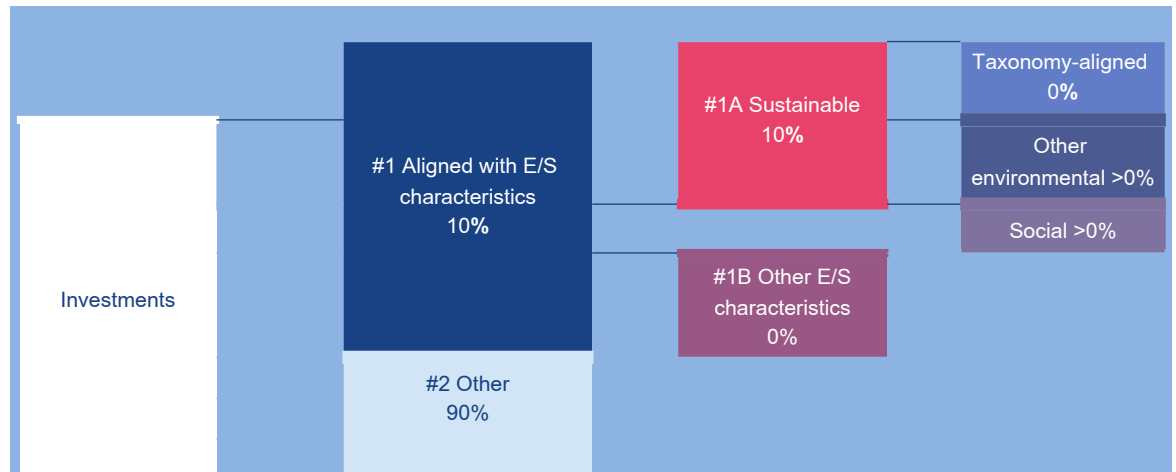 Investments
#1 Aligned with E/S
characteristics
10%
#2 Other
90%
#1A Sustainable
10%
#1B Other E/S
characteristics
0%
Taxonomy-aligned
0%
Other
environmental >0%
Social >0%